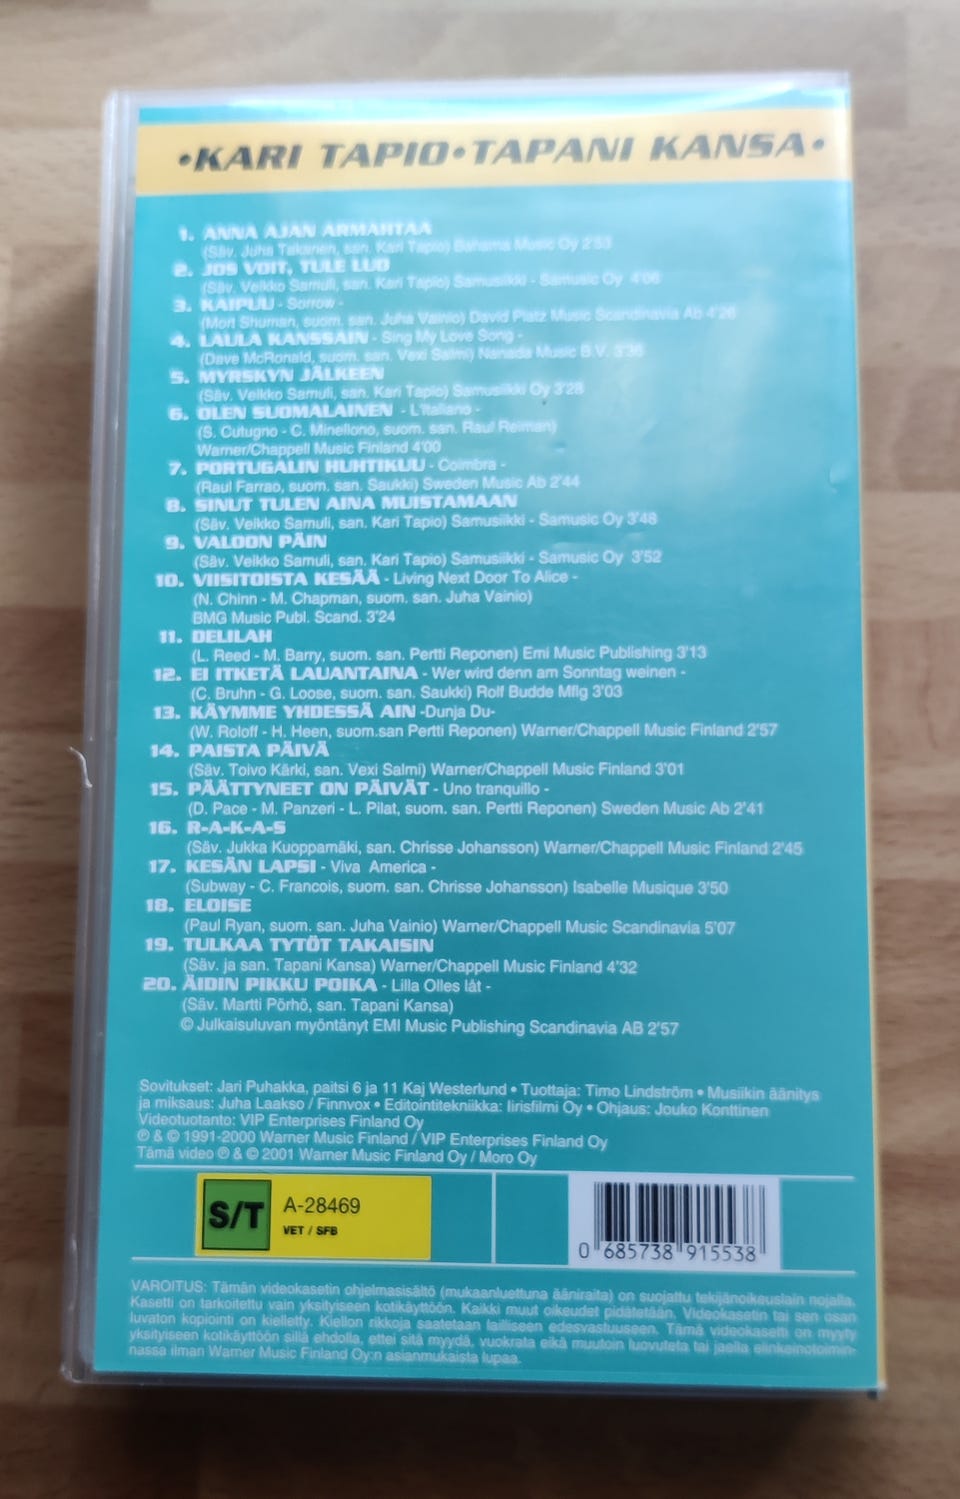 •KARI TAPIO•TAPANI KANSA•
1. ANNA AJAN ARMAHTAA
(Säv. Juha Takanen, san. Kari Tapio) Bahama Music Oy 2'53
2. JOS VOIT, TULE LUO
(Säv. Veikko Samuli, san. Kari Tapio) Samusiikki - Samusic Oy 4'06
3. KAIPUU - Sorrow -
(Mort Shuman, suom. san. Juha Vainio) David Platz Music Scandinavia Ab 4'26
4. LAULA KANSSAIN - Sing My Love Song -
(Dave McRonald, suom. san. Vexi Salmi) Nanada Music B.V. 3'36
5. MYRSKYN JÄLKEEN
(Säv. Veikko Samuli, san. Kari Tapio) Samusiikki Oy 3'28
6. OLEN SUOMALAINEN - L'Italiano -
(S. Cutugno - C. Minellono, suom. san. Raul Reiman)
Warner/Chappell Music Finland 4'00
7. PORTUGALIN HUHTIKUU - Coimbra -
(Raul Farrao, suom. san. Saukki) Sweden Music Ab 2'44
8. SINUT TULEN AINA MUISTAMAAN
(Säv. Veikko Samuli, san. Kari Tapio) Samusiikki - Samusic Oy 3'48
9. VALOON PÄIN
(Säv. Veikko Samuli, san. Kari Tapio) Samusiikki - Samusic Oy 3'52
10. VIISITOISTA KESÄÄ - Living Next Door To Alice -
(N. Chinn - M. Chapman, suom. san. Juha Vainio)
BMG Music Publ. Scand. 3'24
11. DELILAH
(L. Reed - M. Barry, suom. san. Pertti Reponen) Emi Music Publishing 3'13
12. EI ITKETÄ LAUANTAINA - Wer wird denn am Sonntag weinen -
(C. Bruhn - G. Loose, suom. san. Saukki) Rolf Budde Mflg 3'03
13. KÄYMME YHDESSÄ AIN -Dunja Du-
(W. Roloff - H. Heen, suom.san Pertti Reponen) Warner/Chappell Music Finland 2'57
14. PAISTA PÄIVÄ
(Säv. Toivo Kärki, san. Vexi Salmi) Warner/Chappell Music Finland 3'01
15. PÄÄTTYNEET ON PÄIVÄT - Uno tranquillo -
(D. Pace - M. Panzeri - L. Pilat, suom. san. Pertti Reponen) Sweden Music Ab 2'41
16. R-A-K-A-S
(Säv. Jukka Kuoppamäki, san. Chrisse Johansson) Warner/Chappell Music Finland 2'45
17. KESÄN LAPSI - Viva America -
(Subway - C. Francois, suom. san. Chrisse Johansson) Isabelle Musique 3'50
18. ELOISE
(Paul Ryan, suom. san. Juha Vainio) Warner/Chappell Music Scandinavia 5'07
19. TULKAA TYTÖT TAKAISIN
(Säv. ja san. Tapani Kansa) Warner/Chappell Music Finland 4'32
20. ÄIDIN PIKKU POIKA - Lilla Olles låt -
(Säv. Martti Pörhö, san. Tapani Kansa)
© Julkaisuluvan myöntänyt EMI Music Publishing Scandinavia AB 2'57
Sovitukset: Jari Puhakka, paitsi 6 ja 11 Kaj Westerlund • Tuottaja: Timo Lindström • Musiikin äänitys
ja miksaus: Juha Laakso / Finnvox • Editointitekniikka: Iirisfilmi Oy • Ohjaus: Jouko Konttinen
Videotuotanto: VIP Enterprises Finland Oy
℗ & © 1991-2000 Warner Music Finland / VIP Enterprises Finland Oy
Tämä video ℗ & © 2001 Warner Music Finland Oy / Moro Oy
S/T A-28469
VET / SFB
0 685738 915538
VAROITUS: Tämän videokasetin ohjelmasisältö (mukaanluettuna ääniraita) on suojattu tekijänoikeuslain nojalla.
Kasetti on tarkoitettu vain yksityiseen kotikäyttöön. Kaikki muut oikeudet pidätetään. Videokasetin tai sen osan
luvaton kopiointi on kielletty. Kiellon rikkoja saatetaan lailliseen edesvastuuseen. Tämä videokasetti on myyty
yksityiseen kotikäyttöön sillä ehdolla, ettei sitä myydä, vuokrata eikä muutoin luovuteta tai jaella elinkeinotoimin-
nassa ilman Warner Music Finland Oy:n asianmukaista lupaa.